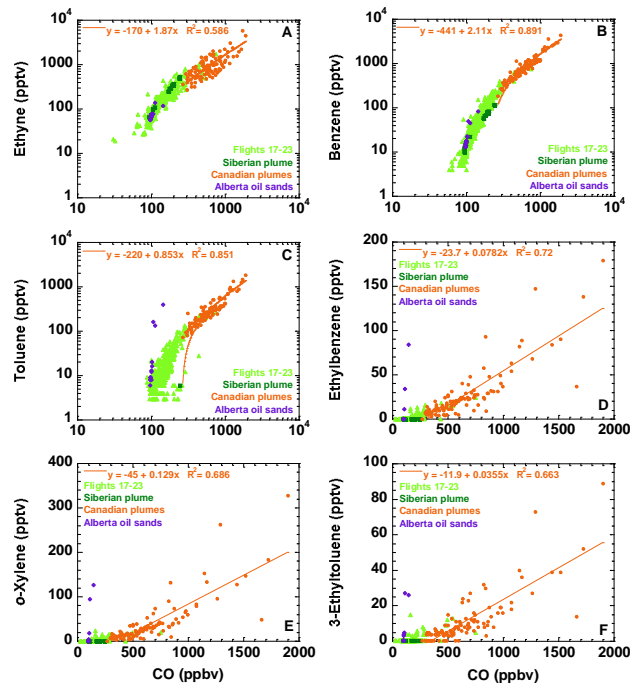 y = -170 + 1.87x R² = 0.586
A
Ethyne (pptv)
10⁴
1000
100
10
1
Flights 17-23
Siberian plume
Canadian plumes
Alberta oil sands
10 100 1000 10⁴
y = -441 + 2.11x R² = 0.891
B
Benzene (pptv)
10⁴
1000
100
10
1
Flights 17-23
Siberian plume
Canadian plumes
Alberta oil sands
10 100 1000 10⁴
y = -220 + 0.853x R² = 0.851
C
Toluene (pptv)
10⁴
1000
100
10
1
Flights 17-23
Siberian plume
Canadian plumes
Alberta oil sands
10 100 1000 10⁴
y = -23.7 + 0.0782x R² = 0.72
Flights 17-23
Siberian plume
Canadian plumes
Alberta oil sands
D
Ethylbenzene (pptv)
200
150
100
50
0
0 500 1000 1500 2000
y = -45 + 0.129x R² = 0.686
Flights 17-23
Siberian plume
Canadian plumes
Alberta oil sands
E
o-Xylene (pptv)
400
300
200
100
0
0 500 1000 1500 2000
CO (ppbv)
y = -11.9 + 0.0355x R² = 0.663
Flights 17-23
Siberian plume
Canadian plumes
Alberta oil sands
F
3-Ethyltoluene (pptv)
100
80
60
40
20
0
0 500 1000 1500 2000
CO (ppbv)